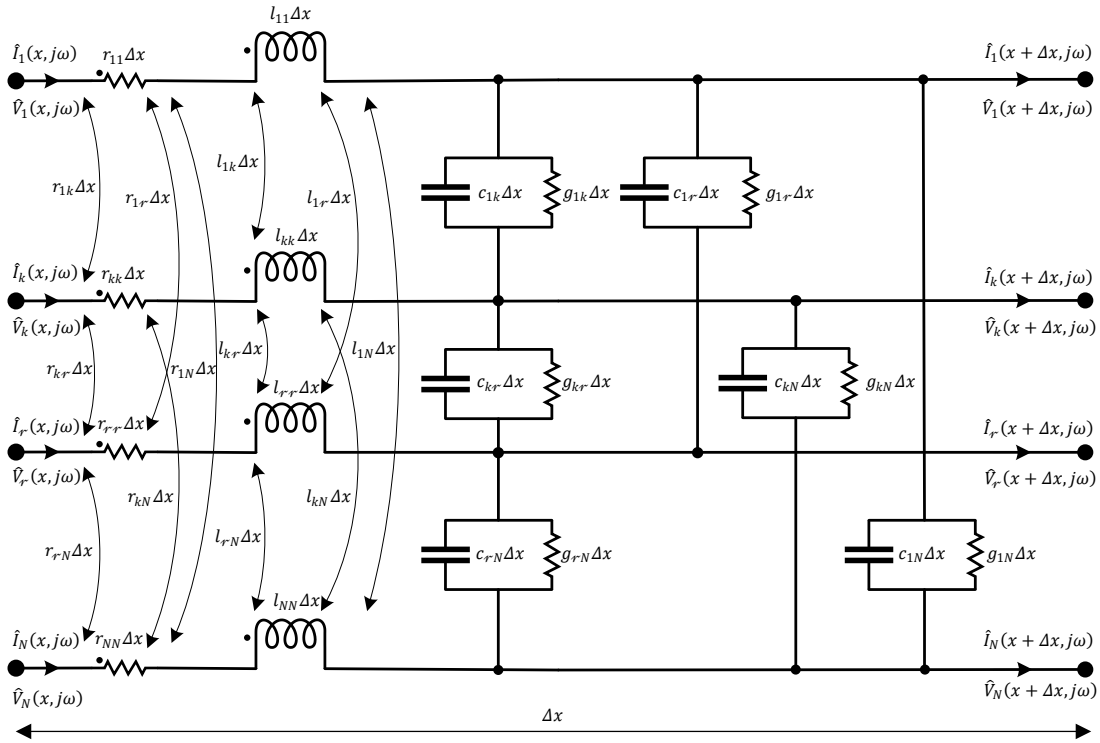 l₁₁Δx
Î₁(x, jω)
r₁₁Δx
Î₁(x + Δx, jω)
V̂₁(x, jω)
V̂₁(x + Δx, jω)
l₁ₖΔx
r₁ₖΔx
r₁ᵣΔx
l₁ᵣΔx
c₁ₖΔx
g₁ₖΔx
c₁ᵣΔx
g₁ᵣΔx
lₖₖΔx
Îₖ(x, jω)
rₖₖΔx
Îₖ(x + Δx, jω)
V̂ₖ(x, jω)
V̂ₖ(x + Δx, jω)
rₖᵣΔx
r₁NΔx
lₖᵣΔx
l₁NΔx
cₖᵣΔx
gₖᵣΔx
cₖNΔx
gₖNΔx
lᵣᵣΔx
Îᵣ(x, jω)
rᵣᵣΔx
Îᵣ(x + Δx, jω)
V̂ᵣ(x, jω)
V̂ᵣ(x + Δx, jω)
rₖNΔx
lₖNΔx
rᵣNΔx
lᵣNΔx
cᵣNΔx
gᵣNΔx
c₁NΔx
g₁NΔx
lNNΔx
ÎN(x, jω)
rNNΔx
ÎN(x + Δx, jω)
V̂N(x, jω)
V̂N(x + Δx, jω)
Δx